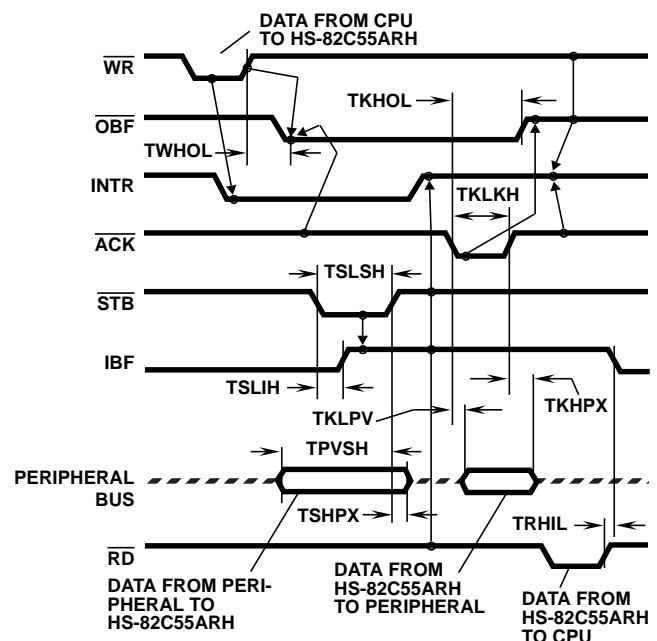 DATA FROM CPU
TO HS-82C55ARH
WR
TKHOL
OBF
TWHOL
INTR
TKLKH
ACK
TSLSH
STB
IBF
TSLIH
TKLPV
TKHPX
TPVSH
PERIPHERAL
BUS
TSHPX
TRHIL
RD
DATA FROM PERI-
PHERAL TO
HS-82C55ARH
DATA FROM
HS-82C55ARH
TO PERIPHERAL
DATA FROM
HS-82C55ARH
TO CPU